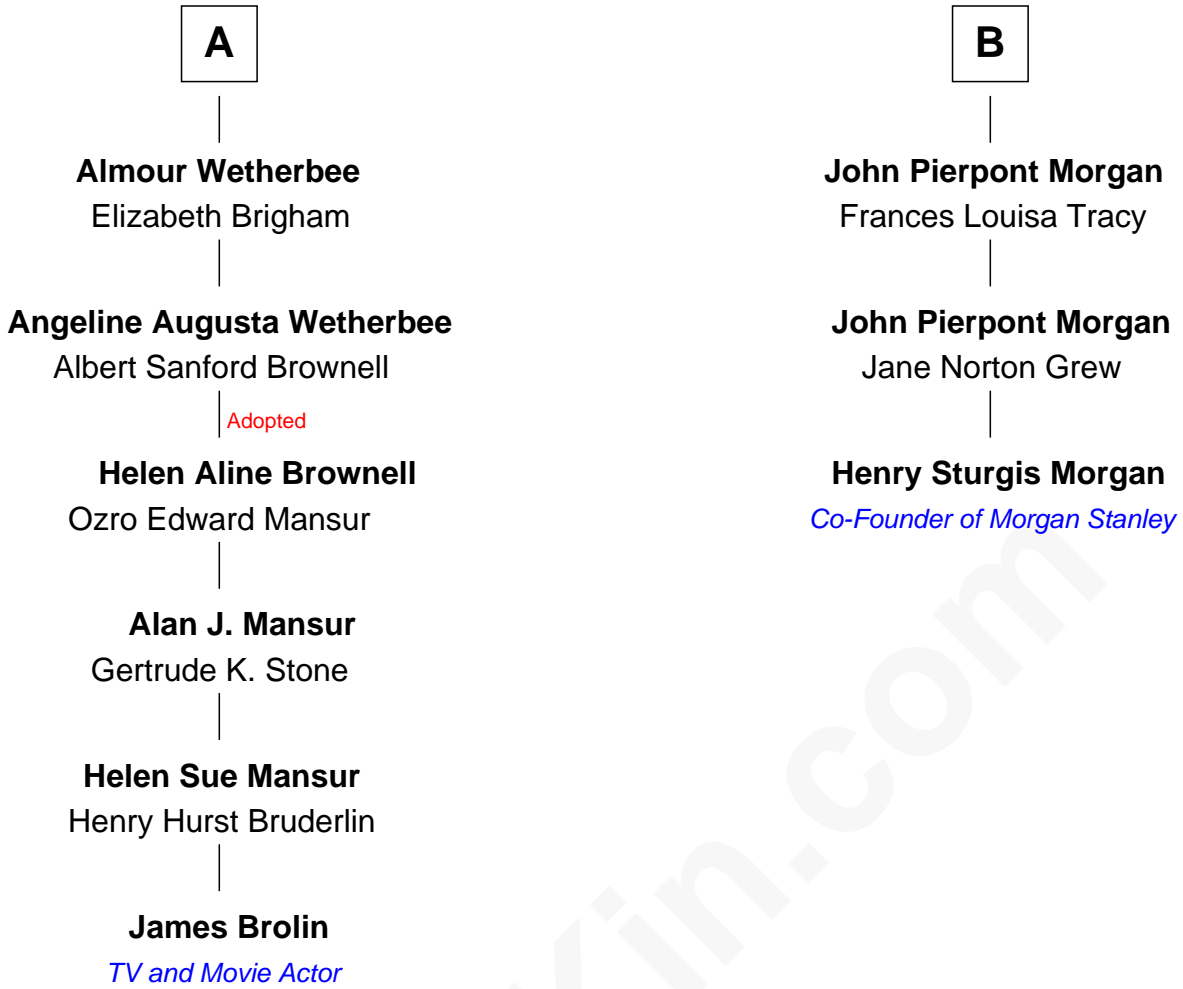 A
Almour Wetherbee
Elizabeth Brigham
Angeline Augusta Wetherbee
Albert Sanford Brownell
Adopted
Helen Aline Brownell
Ozro Edward Mansur
Alan J. Mansur
Gertrude K. Stone
Helen Sue Mansur
Henry Hurst Bruderlin
James Brolin
TV and Movie Actor
B
John Pierpont Morgan
Frances Louisa Tracy
John Pierpont Morgan
Jane Norton Grew
Henry Sturgis Morgan
Co-Founder of Morgan Stanley
Kin.com